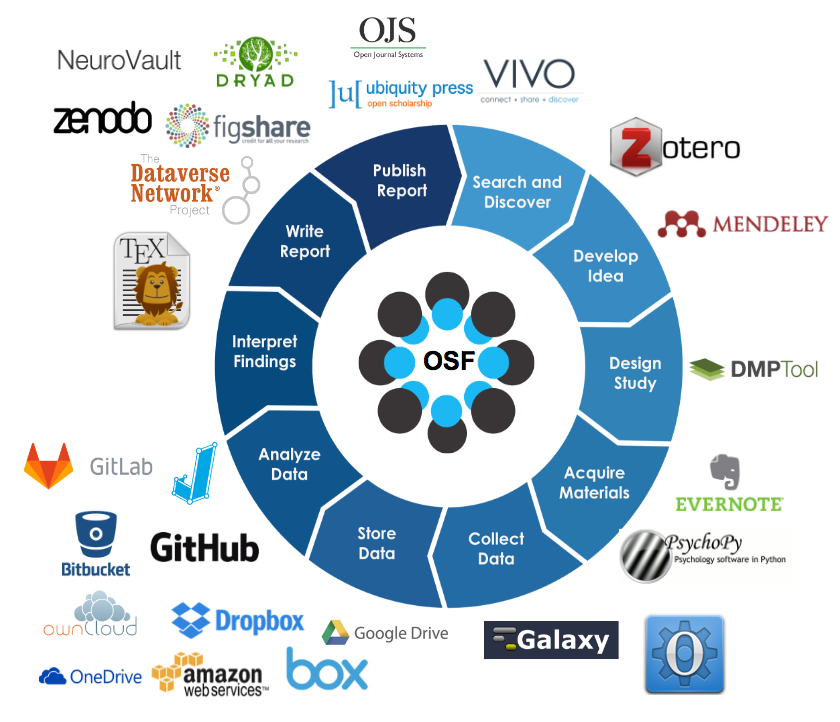 OJS
Open Journal Systems
NeuroVault
DRYAD
]u[ ubiquity press
open scholarship
VIVO
connect • share • discover
zenodo
figshare
credit for all your research
Zotero
The
Dataverse
Network®
Project
MENDELEY
TEX
Publish
Report
Search and
Discover
Write
Report
Develop
Idea
Interpret
Findings
OSF
Design
Study
DMPTool
Analyze
Data
Acquire
Materials
Store
Data
Collect
Data
GitLab
EVERNOTE®
Bitbucket
GitHub
PsychoPy
Psychology software in Python
ownCloud
Dropbox
Google Drive
Galaxy
O
OneDrive
amazon
web services™
box